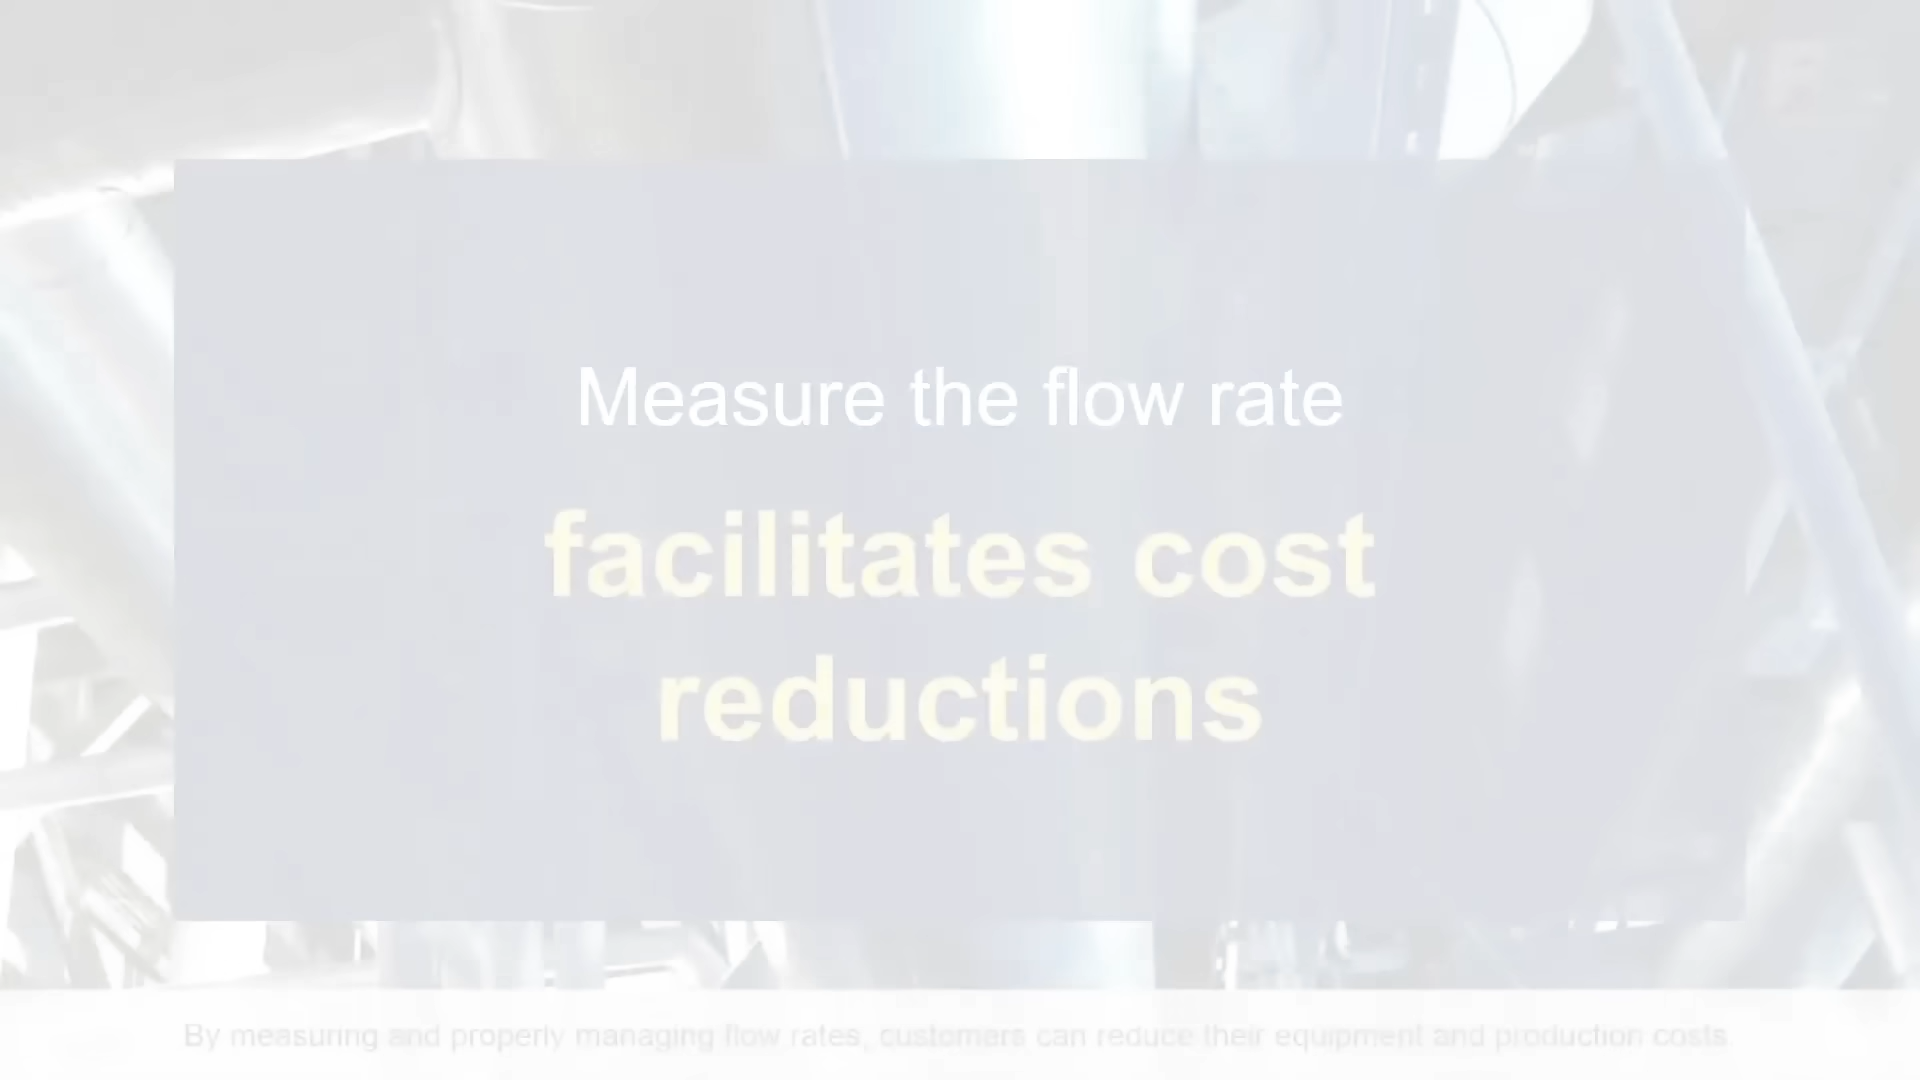 Measure the flow rate
facilitates cost
reductions
By measuring and properly managing flow rates, customers can reduce their equipment and production costs